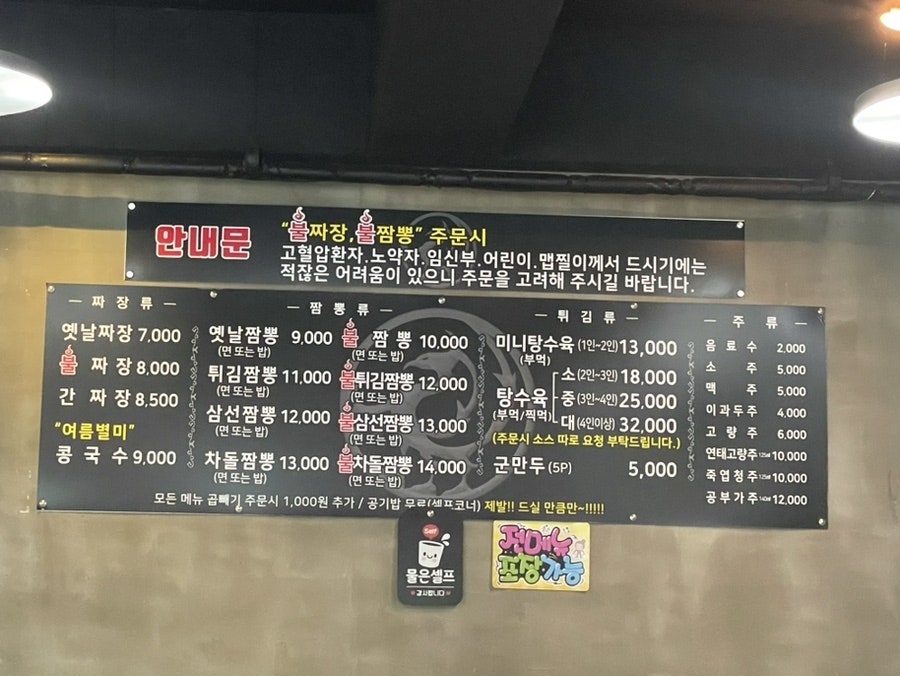 안내문
"불짜장, 불짬뽕" 주문시
고혈압환자.노약자.임신부.어린이.맵찔이께서 드시기에는
적잖은 어려움이 있으니 주문을 고려해 주시길 바랍니다.
짜 장 류
옛날짜장 7,000
불 짜장 8,000
간 짜장 8,500
"여름별미"
콩국수 9,000
짬 뽕 류
옛날짬뽕 9,000
(면 또는 밥)
튀김짬뽕 11,000
(면 또는 밥)
삼선짬뽕 12,000
(면 또는 밥)
차돌짬뽕 13,000
(면 또는 밥)
불 짬 뽕 10,000
(면 또는 밥)
불튀김짬뽕 12,000
(면 또는 밥)
불삼선짬뽕 13,000
(면 또는 밥)
불차돌짬뽕 14,000
(면 또는 밥)
튀 김 류
미니탕수육 (1인~2인) 13,000
(부먹)
탕수육
(부먹/찍먹)
소 (2인~3인) 18,000
중 (3인~4인) 25,000
대 (4인이상) 32,000
(주문시 소스 따로 요청 부탁드립니다.)
군만두 (5P) 5,000
주 류
음료수 2,000
소 주 5,000
맥 주 5,000
이과두주 4,000
고량주 6,000
연태고량주 125㎖ 10,000
죽엽청주 125㎖ 10,000
공부가주 12,000
모든 메뉴 곱빼기 주문시 1,000원 추가 / 공기밥 무료(셀프코너) 제발!! 드실 만큼만~!!!!!
Self
물은셀프
감사합니다
전메뉴
포장가능